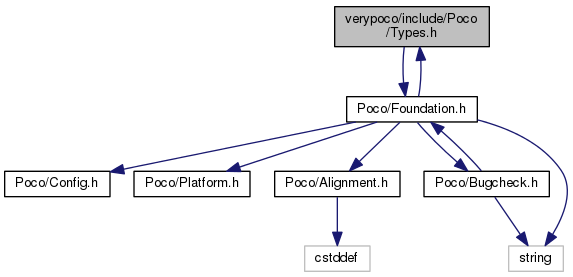 verypoco/include/Poco
/Types.h
Poco/Foundation.h
Poco/Config.h
Poco/Platform.h
Poco/Alignment.h
Poco/Bugcheck.h
cstddef
string